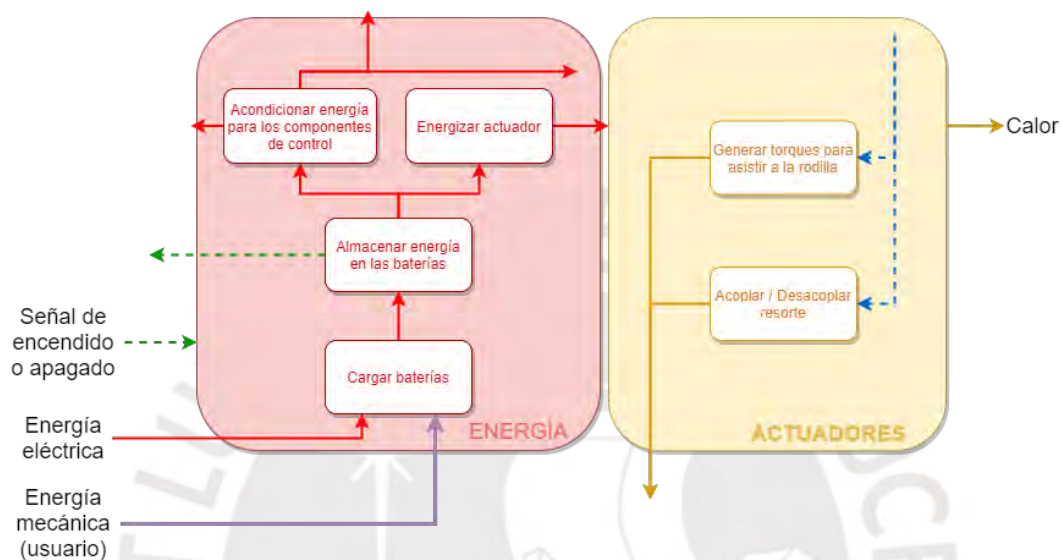 Acondicionar energía
para los componentes
de control
Energizar actuador
Almacenar energía
en las baterías
Cargar baterías
ENERGÍA
Generar torques para
asistir a la rodilla
Acoplar / Desacoplar
resorte
ACTUADORES
Calor
Señal de
encendido
o apagado
Energía
eléctrica
Energía
mecánica
(usuario)